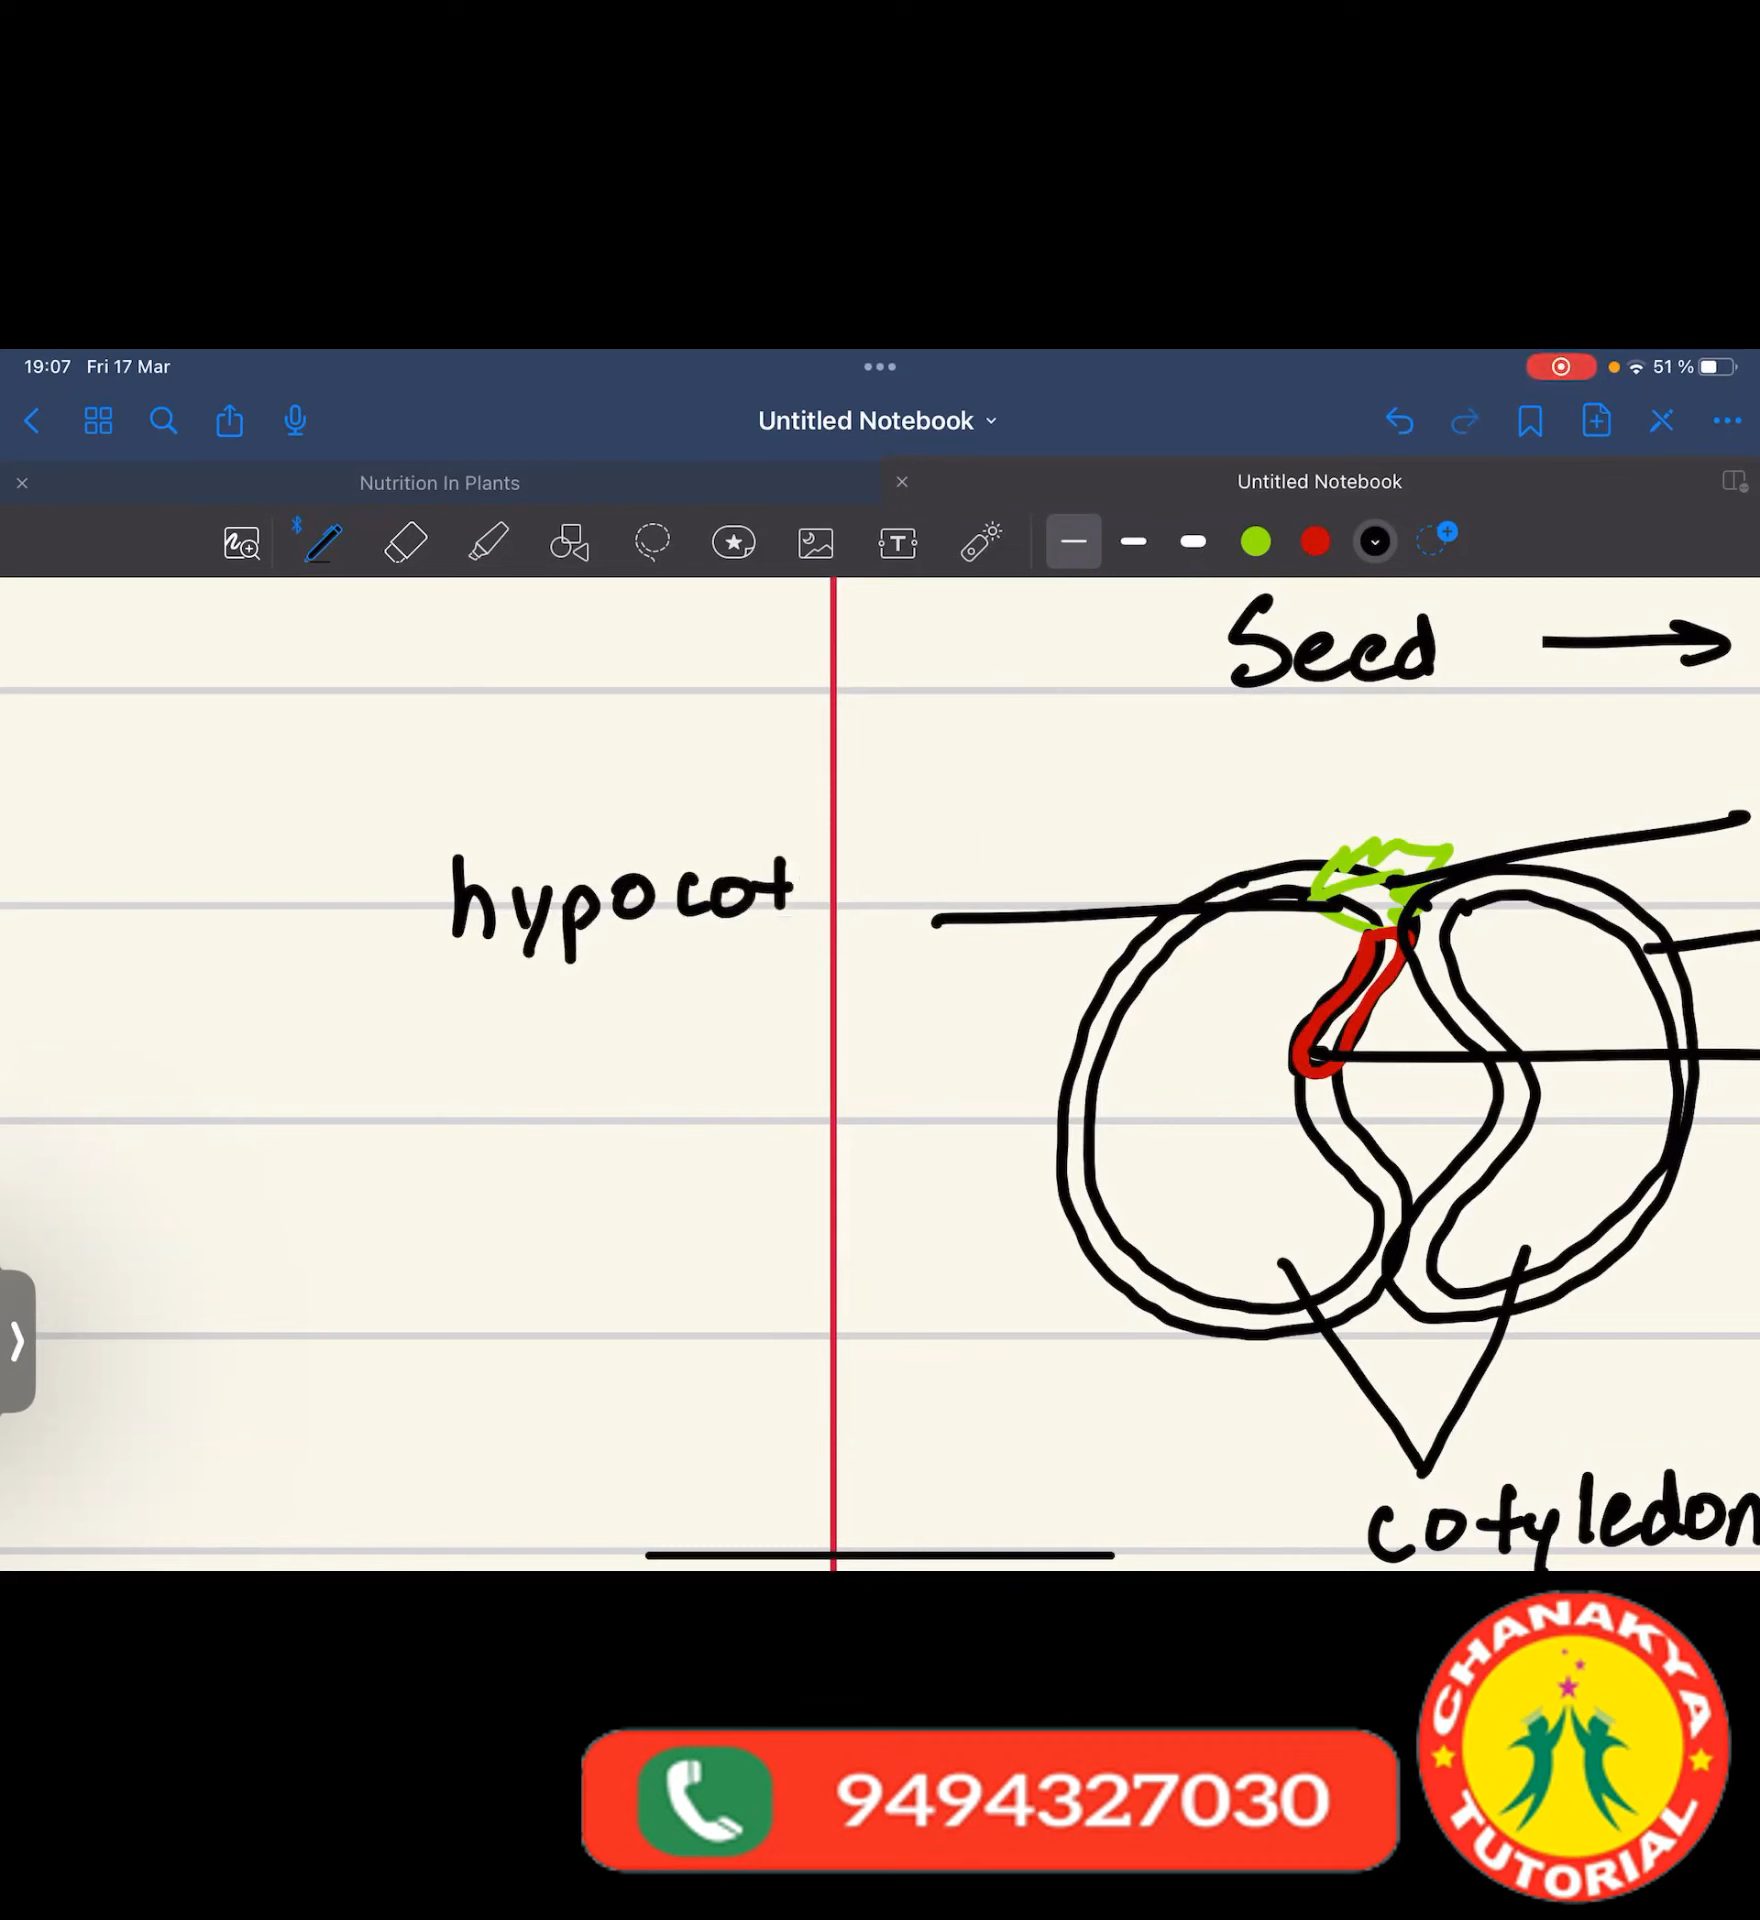 19:07 Fri 17 Mar
51 %
Untitled Notebook
Nutrition In Plants
Untitled Notebook
T
Seed
hypocot
cotyledon
9494327030
CHANAKYA
TUTORIAL